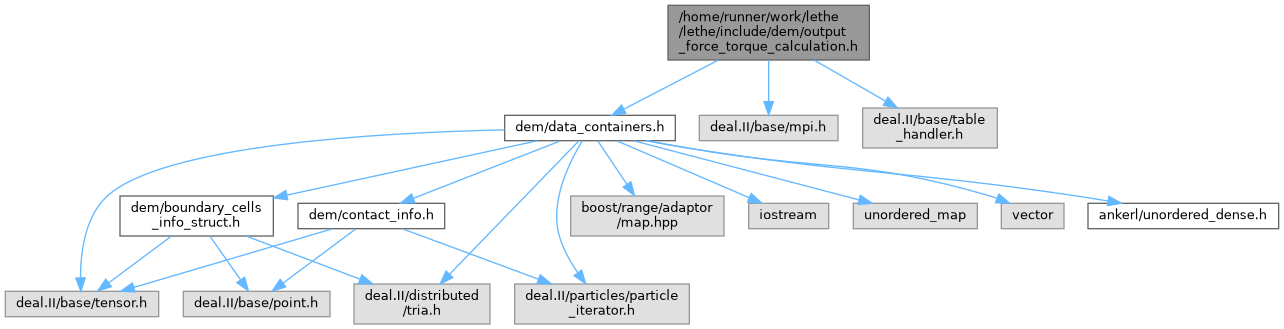 /home/runner/work/lethe
/lethe/include/dem/output
_force_torque_calculation.h
dem/data_containers.h
deal.II/base/mpi.h
deal.II/base/table
_handler.h
dem/boundary_cells
_info_struct.h
dem/contact_info.h
boost/range/adaptor
/map.hpp
iostream
unordered_map
vector
ankerl/unordered_dense.h
deal.II/base/tensor.h
deal.II/base/point.h
deal.II/distributed
/tria.h
deal.II/particles/particle
_iterator.h